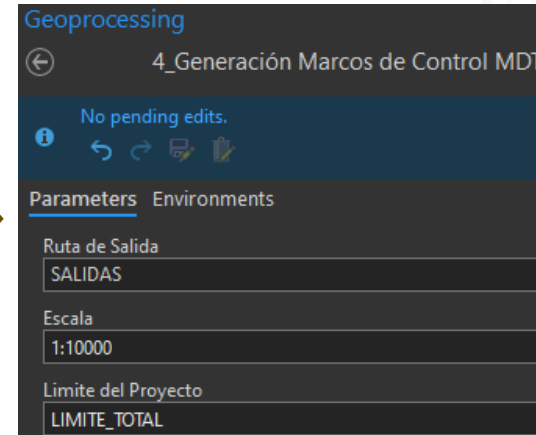 Geoprocessing
4_Generación Marcos de Control MDT
No pending edits.
Parameters Environments
Ruta de Salida
SALIDAS
Escala
1:10000
Limite del Proyecto
LIMITE_TOTAL